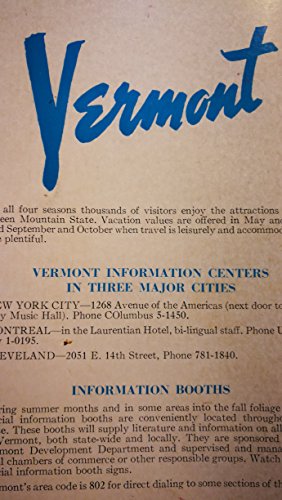 Vermont
all four seasons thousands of visitors enjoy the attractions
een Mountain State. Vacation values are offered in May and
d September and October when travel is leisurely and accommod
e plentiful.
VERMONT INFORMATION CENTERS
IN THREE MAJOR CITIES
EW YORK CITY—1268 Avenue of the Americas (next door to
y Music Hall). Phone COlumbus 5-1450.
ONTREAL—in the Laurentian Hotel, bi-lingual staff. Phone U
y 1-0195.
LEVELAND—2051 E. 14th Street, Phone 781-1840.
INFORMATION BOOTHS
ring summer months and in some areas into the fall foliage
cial information booths are conveniently located through
te. These booths will supply literature and information on all
Vermont, both state-wide and locally. They are sponsored
rmont Development Department and supervised and mana
al chambers of commerce or other responsible groups. Watch
cial information booth signs.
rmont's area code is 802 for direct dialing to some sections of th